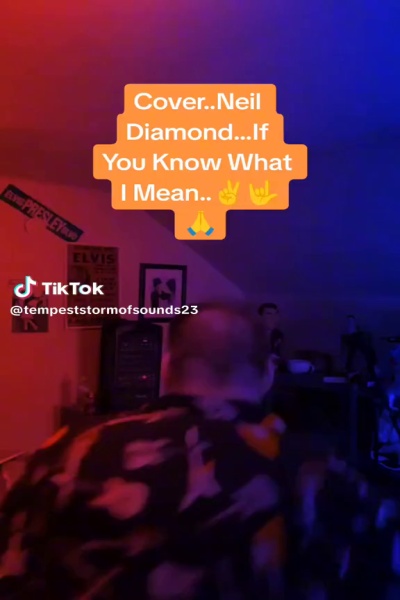 Cover..Neil
Diamond...If
You Know What
I Mean..✌️🤟
🙏
ELVIS
TikTok
@tempeststormofsounds23